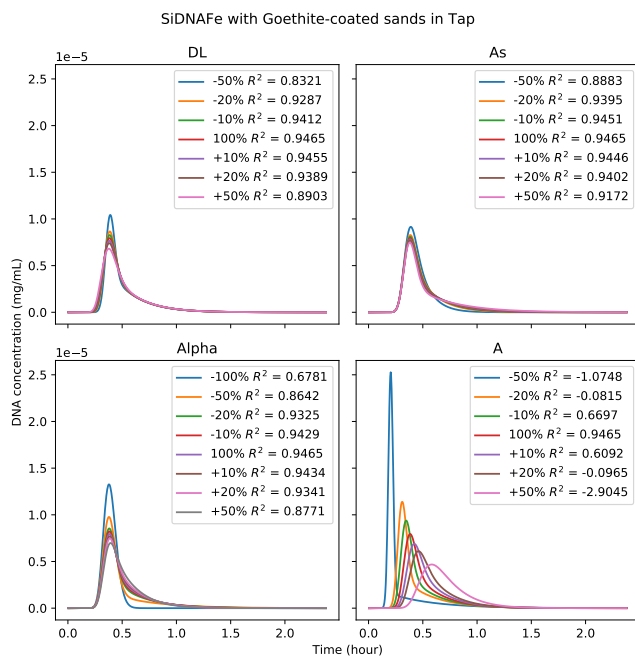 SiDNAFe with Goethite-coated sands in Tap
DL
1e−5
2.5
2.0
1.5
1.0
0.5
0.0
-50% R² = 0.8321
-20% R² = 0.9287
-10% R² = 0.9412
100% R² = 0.9465
+10% R² = 0.9455
+20% R² = 0.9389
+50% R² = 0.8903
As
-50% R² = 0.8883
-20% R² = 0.9395
-10% R² = 0.9451
100% R² = 0.9465
+10% R² = 0.9446
+20% R² = 0.9402
+50% R² = 0.9172
DNA concentration (mg/mL)
Alpha
1e−5
2.5
2.0
1.5
1.0
0.5
0.0
-100% R² = 0.6781
-50% R² = 0.8642
-20% R² = 0.9325
-10% R² = 0.9429
100% R² = 0.9465
+10% R² = 0.9434
+20% R² = 0.9341
+50% R² = 0.8771
0.0 0.5 1.0 1.5 2.0
A
-50% R² = -1.0748
-20% R² = -0.0815
-10% R² = 0.6697
100% R² = 0.9465
+10% R² = 0.6092
+20% R² = -0.0965
+50% R² = -2.9045
0.0 0.5 1.0 1.5 2.0
Time (hour)